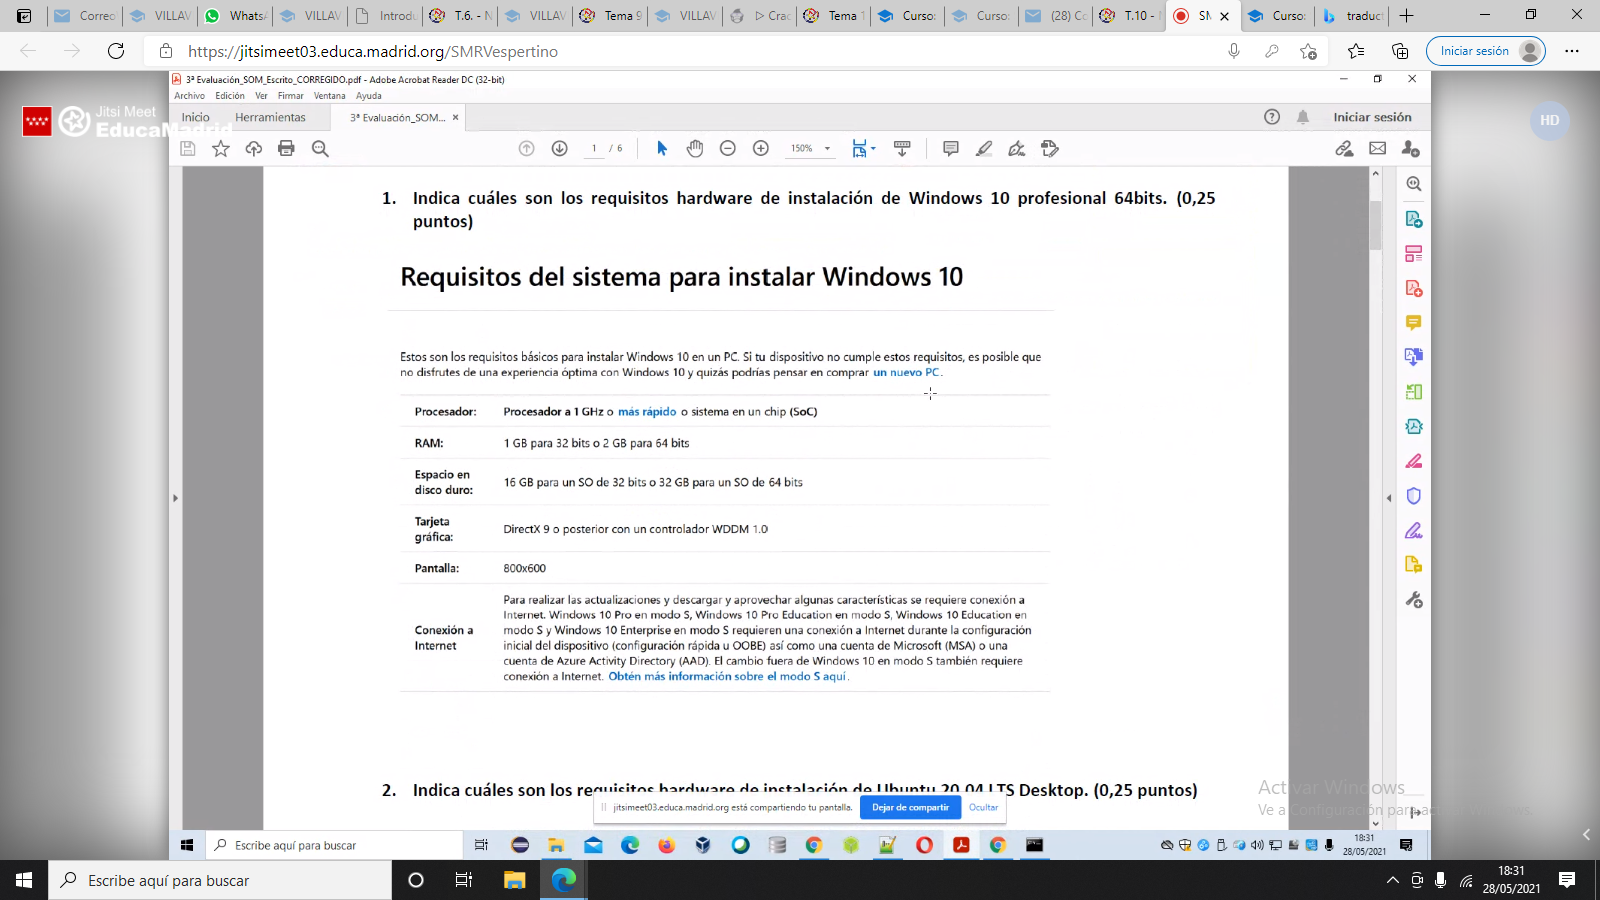 Correo
VILLAV
WhatsA
VILLAV
Introdu
T.6. - N
VILLAV
Tema 9
VILLAV
Crac
Tema 1
Curso:
Curso:
(28) Co
T.10 -
SM
Curso:
traduct
https://jitsimeet03.educa.madrid.org/SMRVespertino
Iniciar sesión
3ª Evaluación_SOM_Escrito_CORREGIDO.pdf - Adobe Acrobat Reader DC (32-bit)
Archivo Edición Ver Firmar Ventana Ayuda
Jitsi Meet
EducaMadrid
HD
Inicio Herramientas 3ª Evaluación_SOM... × Iniciar sesión
1 / 6 150%
1. Indica cuáles son los requisitos hardware de instalación de Windows 10 profesional 64bits. (0,25
puntos)
Requisitos del sistema para instalar Windows 10
Estos son los requisitos básicos para instalar Windows 10 en un PC. Si tu dispositivo no cumple estos requisitos, es posible que
no disfrutes de una experiencia óptima con Windows 10 y quizás podrías pensar en comprar un nuevo PC.
Procesador: Procesador a 1 GHz o más rápido o sistema en un chip (SoC)
RAM: 1 GB para 32 bits o 2 GB para 64 bits
Espacio en
disco duro: 16 GB para un SO de 32 bits o 32 GB para un SO de 64 bits
Tarjeta
gráfica: DirectX 9 o posterior con un controlador WDDM 1.0
Pantalla: 800x600
Conexión a
Internet
Para realizar las actualizaciones y descargar y aprovechar algunas características se requiere conexión a
Internet. Windows 10 Pro en modo S, Windows 10 Pro Education en modo S, Windows 10 Education en
modo S y Windows 10 Enterprise en modo S requieren una conexión a Internet durante la configuración
inicial del dispositivo (configuración rápida u OOBE) así como una cuenta de Microsoft (MSA) o una
cuenta de Azure Activity Directory (AAD). El cambio fuera de Windows 10 en modo S también requiere
conexión a Internet. Obtén más información sobre el modo S aquí.
2. Indica cuáles son los requisitos hardware de instalación de Ubuntu 20.04 LTS Desktop. (0,25 puntos)
Activar Windows
Ve a Configuración para activar Windows.
jitsimeet03.educa.madrid.org está compartiendo tu pantalla. Dejar de compartir Ocultar
Escribe aquí para buscar
18:31
28/05/2021
Escribe aquí para buscar
18:31
28/05/2021